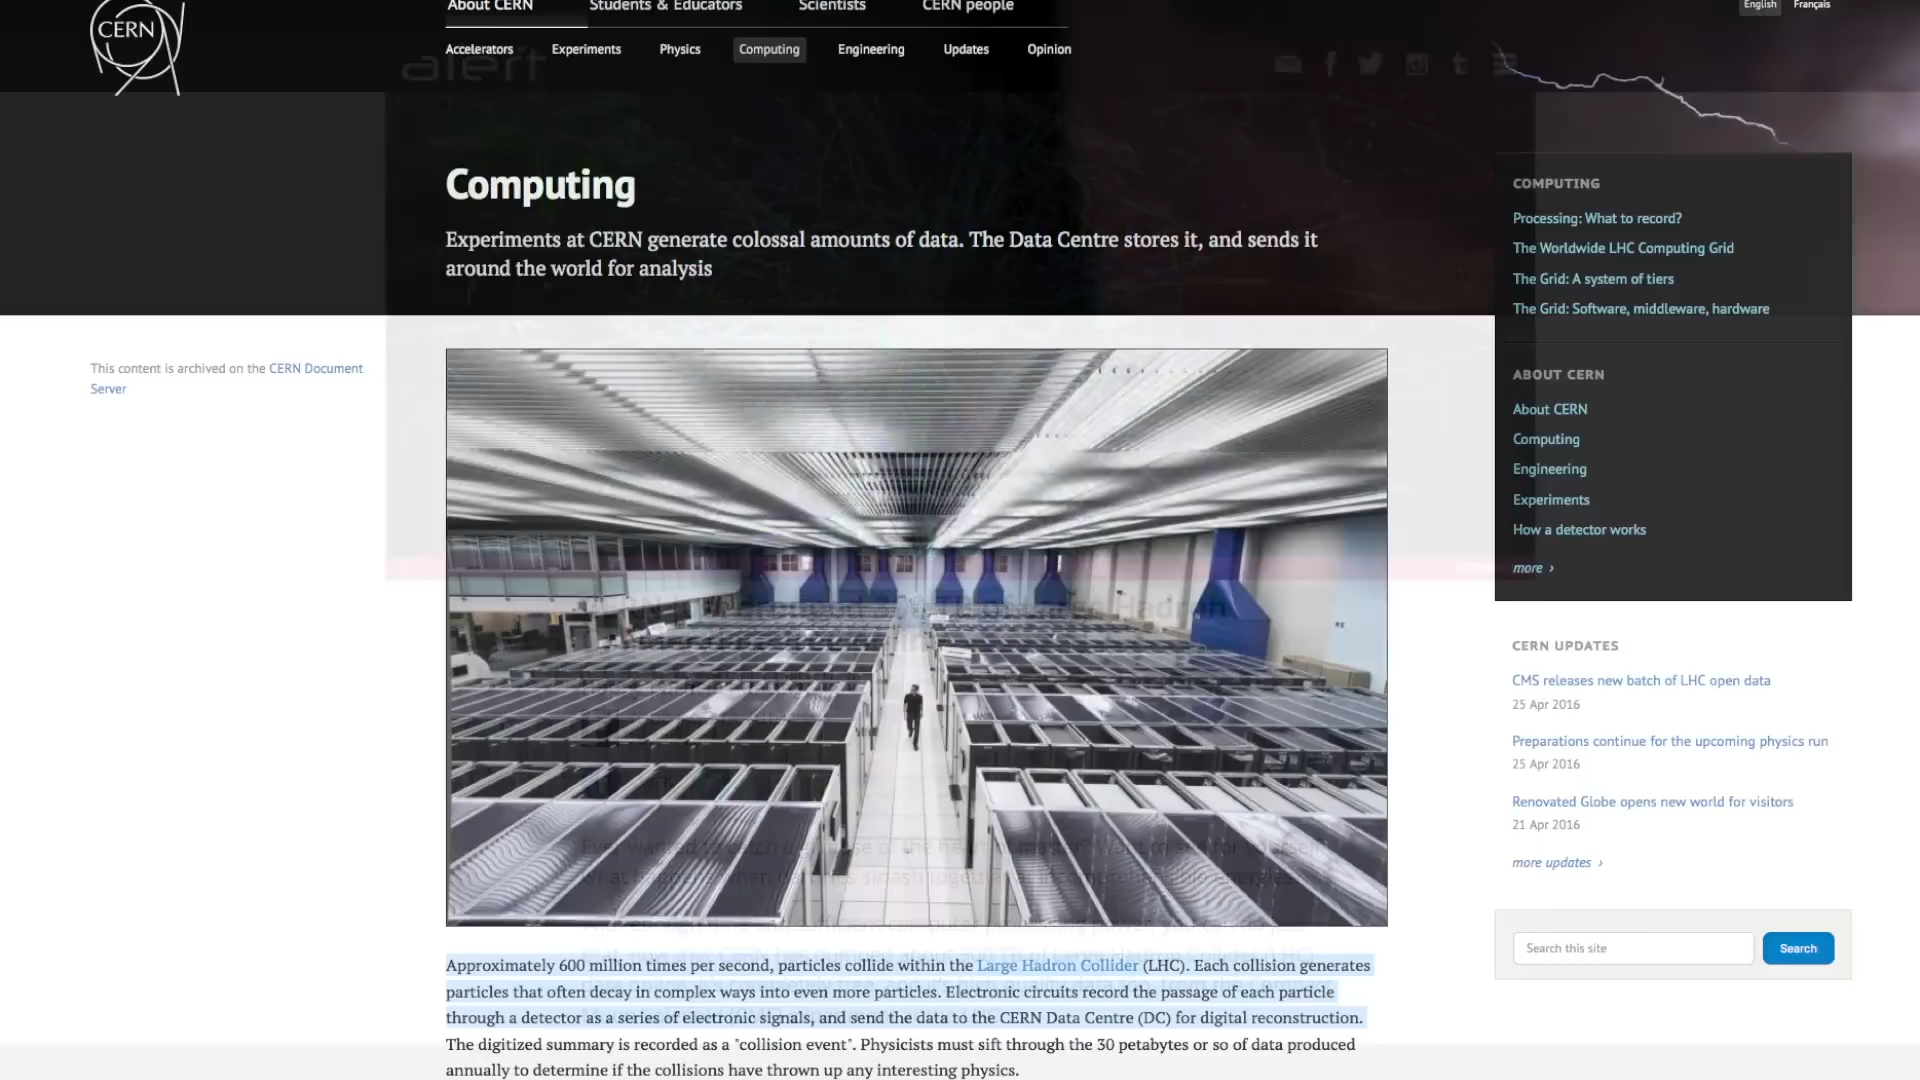 CERN
About CERN
Students & Educators
Scientists
CERN people
English
Français
Accelerators
Experiments
Physics
Computing
Engineering
Updates
Opinion
alert
Computing
Experiments at CERN generate colossal amounts of data. The Data Centre stores it, and sends it
around the world for analysis
This content is archived on the CERN Document
Server
Approximately 600 million times per second, particles collide within the Large Hadron Collider (LHC). Each collision generates
particles that often decay in complex ways into even more particles. Electronic circuits record the passage of each particle
through a detector as a series of electronic signals, and send the data to the CERN Data Centre (DC) for digital reconstruction.
The digitized summary is recorded as a "collision event". Physicists must sift through the 30 petabytes or so of data produced
annually to determine if the collisions have thrown up any interesting physics.
COMPUTING
Processing: What to record?
The Worldwide LHC Computing Grid
The Grid: A system of tiers
The Grid: Software, middleware, hardware
ABOUT CERN
About CERN
Computing
Engineering
Experiments
How a detector works
more ›
CERN UPDATES
CMS releases new batch of LHC open data
25 Apr 2016
Preparations continue for the upcoming physics run
25 Apr 2016
Renovated Globe opens new world for visitors
21 Apr 2016
more updates ›
Search this site
Search